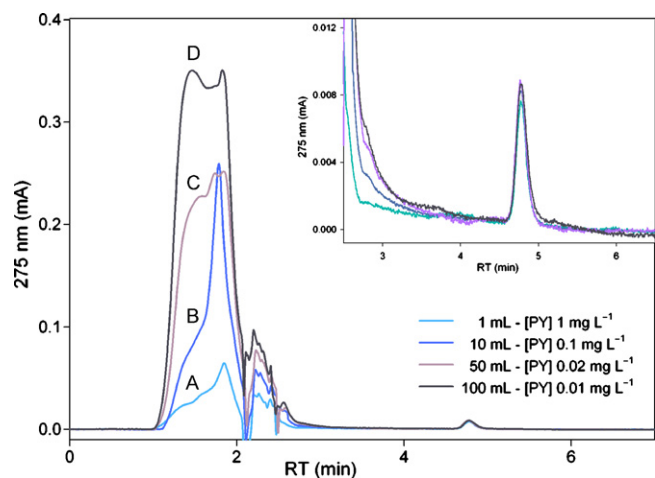 0.4
0.3
0.2
0.1
0.0
275 nm (mA)
0
2
4
6
RT (min)
D
C
B
A
0.012
0.008
0.004
0.000
275 nm (mA)
3
4
5
6
RT (min)
1 mL - [PY] 1 mg L⁻¹
10 mL - [PY] 0.1 mg L⁻¹
50 mL - [PY] 0.02 mg L⁻¹
100 mL - [PY] 0.01 mg L⁻¹